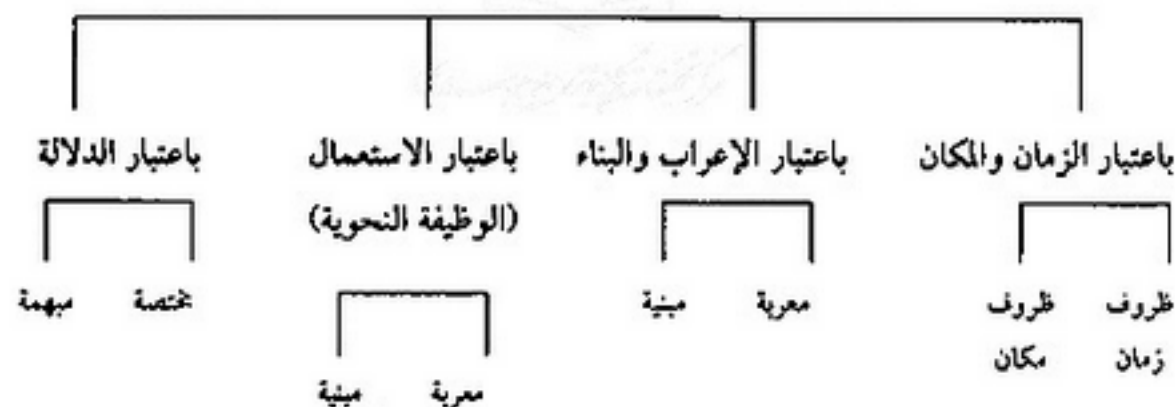 باعتبار الزمان والمكان
ظروف زمان
ظروف مكان
باعتبار الإعراب والبناء
معربة
مبنية
باعتبار الاستعمال
(الوظيفة النحوية)
معربة
مبنية
باعتبار الدلالة
مختصة
مبهمة